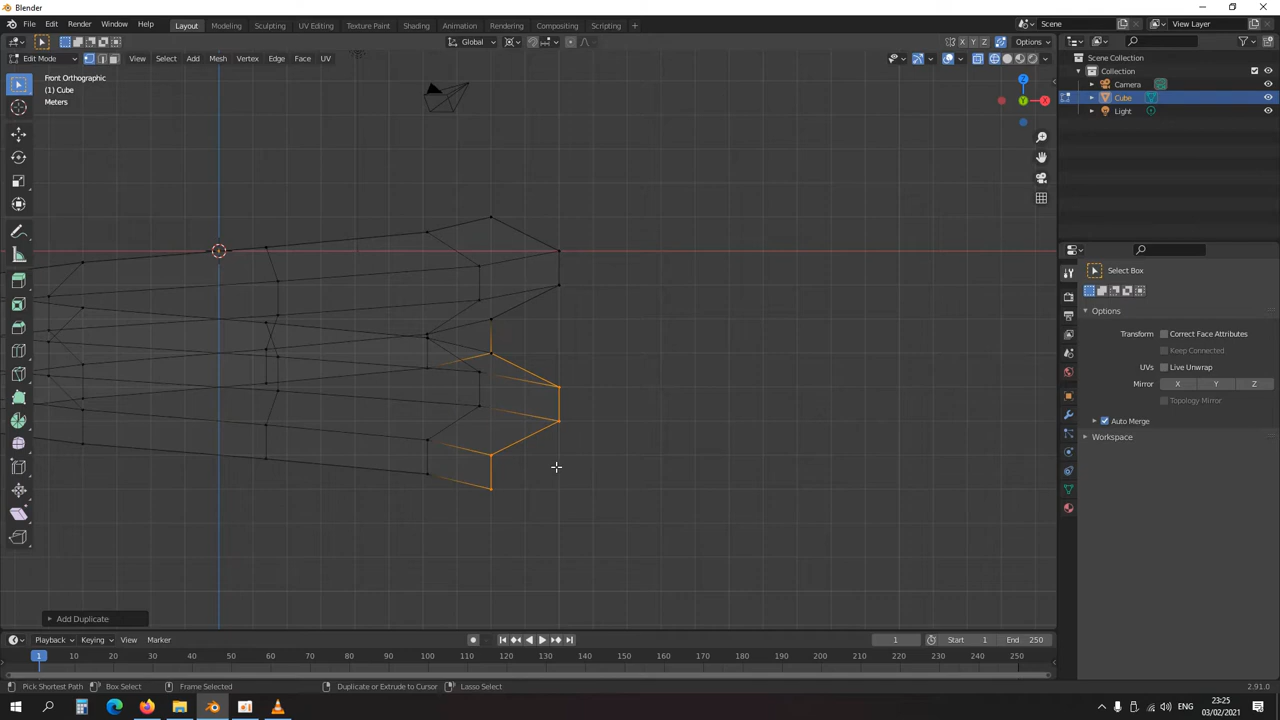 Blender
File Edit Render Window Help
Layout Modeling Sculpting UV Editing Texture Paint Shading Animation Rendering Compositing Scripting +
Scene
View Layer
Global
X Y Z
Options
Edit Mode
View Select Add Mesh Vertex Edge Face UV
Scene Collection
Collection
Camera
Cube
Light
Front Orthographic
(1) Cube
Meters
Z
Y
X
Select Box
Options
Transform
Correct Face Attributes
Keep Connected
UVs
Live Unwrap
Mirror
X Y Z
Topology Mirror
Auto Merge
Workspace
Add Duplicate
Playback Keying View Marker
1
Start 1
End 250
1 10 20 30 40 50 60 70 80 90 100 110 120 130 140 150 160 170 180 190 200 210 220 230 240 250
Pick Shortest Path
Box Select
Frame Selected
Duplicate or Extrude to Cursor
Lasso Select
2.91.0
ENG
23:25
03/02/2021